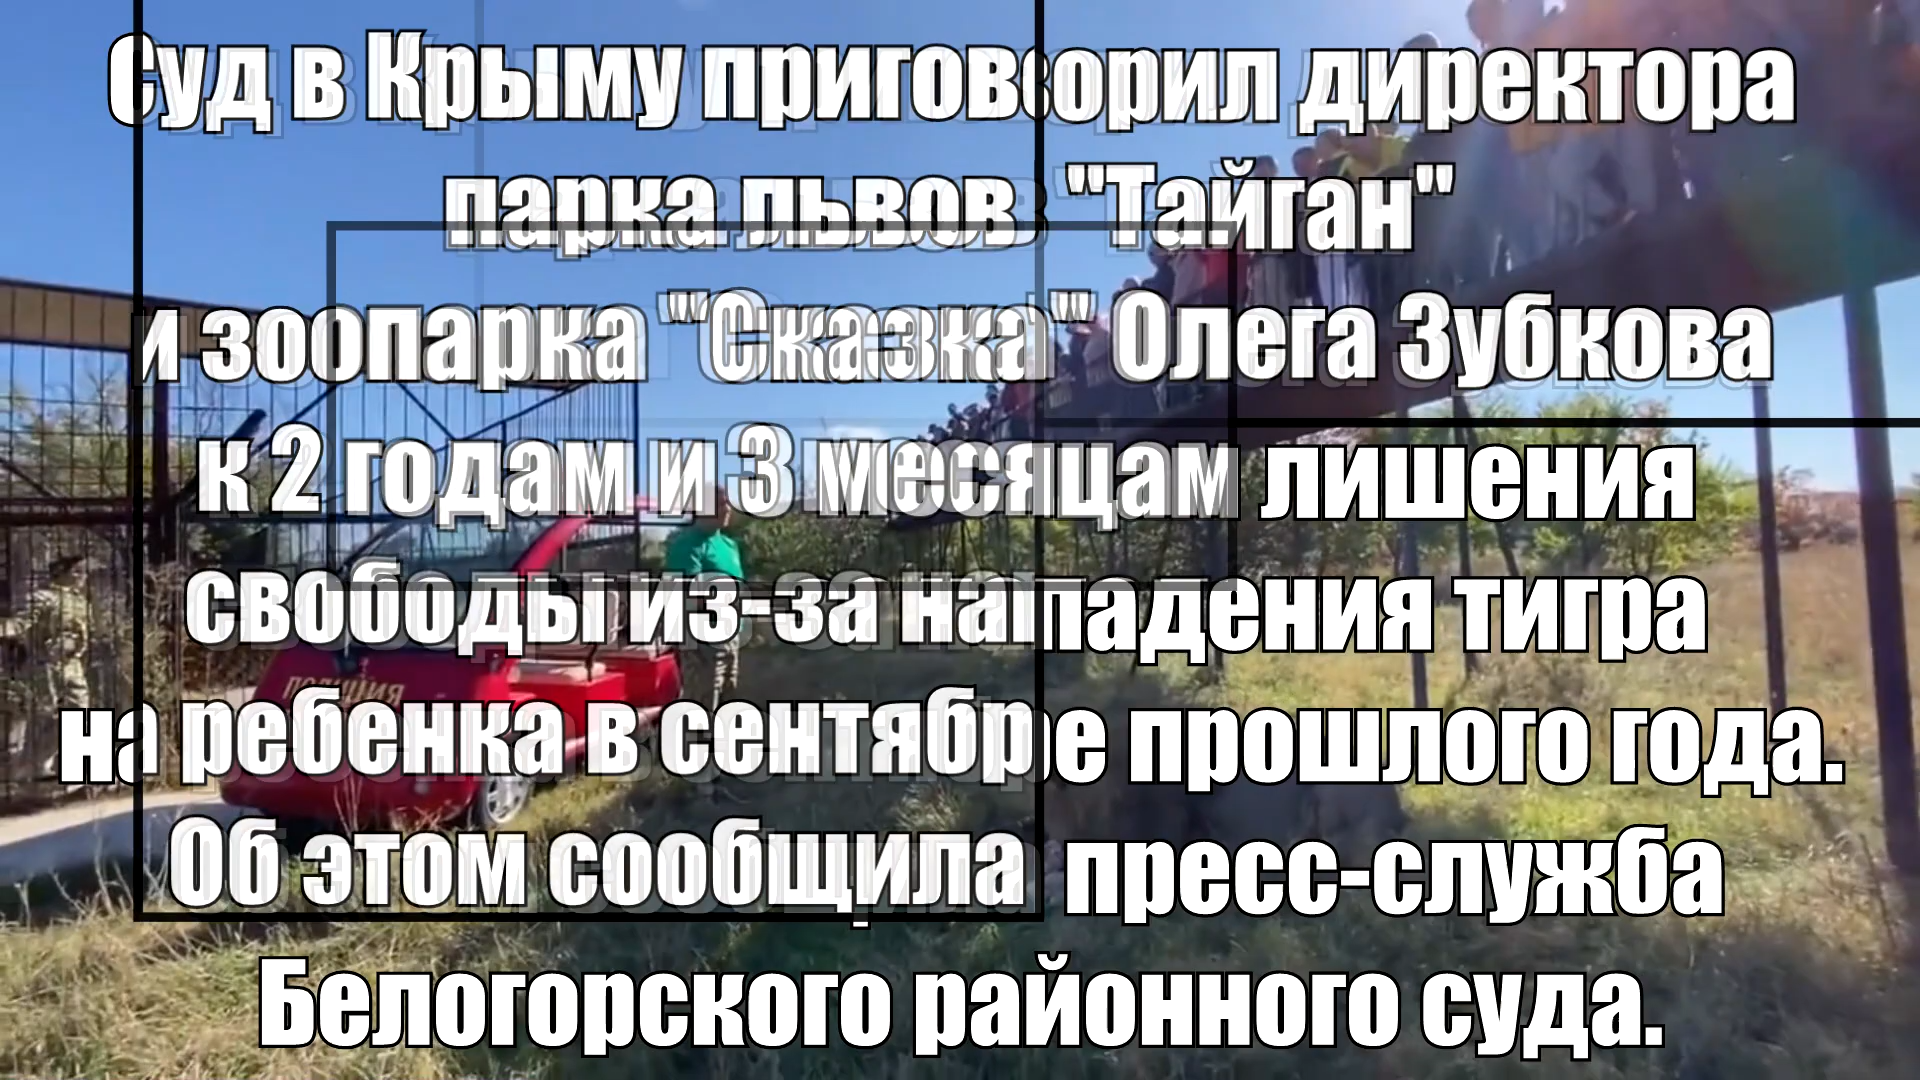 Суд в Крыму приговорил директора
парка львов "Тайган"
и зоопарка "Сказка" Олега Зубкова
к 2 годам и 3 месяцам лишения
свободы из-за нападения тигра
на ребенка в сентябре прошлого года.
Об этом сообщила пресс-служба
Белогорского районного суда.
полиция